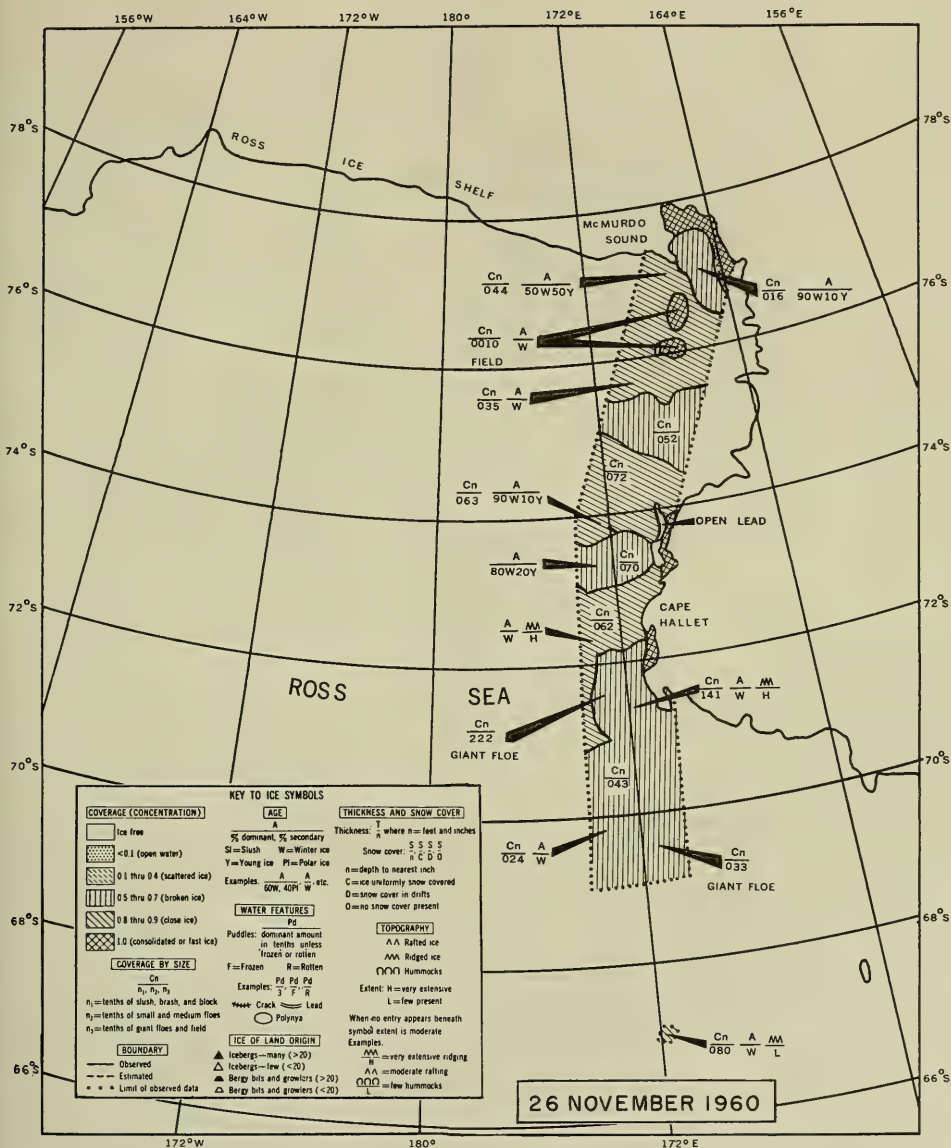 156°W 164°W 172°W 180° 172°E 164°E 156°E
78°S
78°S
ROSS ICE SHELF
McMURDO
SOUND
76°S
76°S
Cn A
044 50W50Y
Cn A
016 90W10Y
Cn A
0010 W
FIELD
Cn A
035 W
Cn
052
74°S
74°S
Cn
072
Cn A
063 90W10Y
OPEN LEAD
A
80W20Y
Cn
070
72°S
72°S
CAPE
HALLET
Cn
062
A ᴍᴍ
W H
ROSS SEA
Cn A
141 W H
Cn
222
GIANT FLOE
70°S
70°S
Cn
043
Cn A
024 W
Cn
033
GIANT FLOE
68°S
68°S
Cn A
080 W L
66°S
66°S
KEY TO ICE SYMBOLS
COVERAGE (CONCENTRATION)
Ice free
<0.1 (open water)
0.1 thru 0.4 (scattered ice)
0.5 thru 0.7 (broken ice)
0.8 thru 0.9 (close ice)
1.0 (consolidated or fast ice)
COVERAGE BY SIZE
Cn
n₁, n₂, n₃
n₁=tenths of slush, brash, and block
n₂=tenths of small and medium floes
n₃=tenths of giant floes and field
BOUNDARY
Observed
Estimated
Limit of observed data
AGE
A
% dominant, % secondary
Sl=Slush W=Winter ice
Y=Young ice Pl=Polar ice
Examples. A A
60W, 40Pl, W, etc.
WATER FEATURES
Pd
Puddles: dominant amount
in tenths unless
frozen or rotten
F=Frozen R=Rotten
Examples: Pd, Pd, Pd
3 F R
Crack Lead
Polynya
ICE OF LAND ORIGIN
Icebergs—many (>20)
Icebergs—few (<20)
Bergy bits and growlers (>20)
Bergy bits and growlers (<20)
THICKNESS AND SNOW COVER
Thickness: T where n=feet and inches
n
Snow cover: S, S, S, S
n C D O
n=depth to nearest inch
C=ice uniformly snow covered
D=snow cover in drifts
O=no snow cover present
TOPOGRAPHY
Rafted ice
Ridged ice
Hummocks
Extent: H=very extensive
L=few present
When no entry appears beneath
symbol extent is moderate
Examples.
H =very extensive ridging
=moderate rafting
L =few hummocks
26 NOVEMBER 1960
172°W 180° 172°E